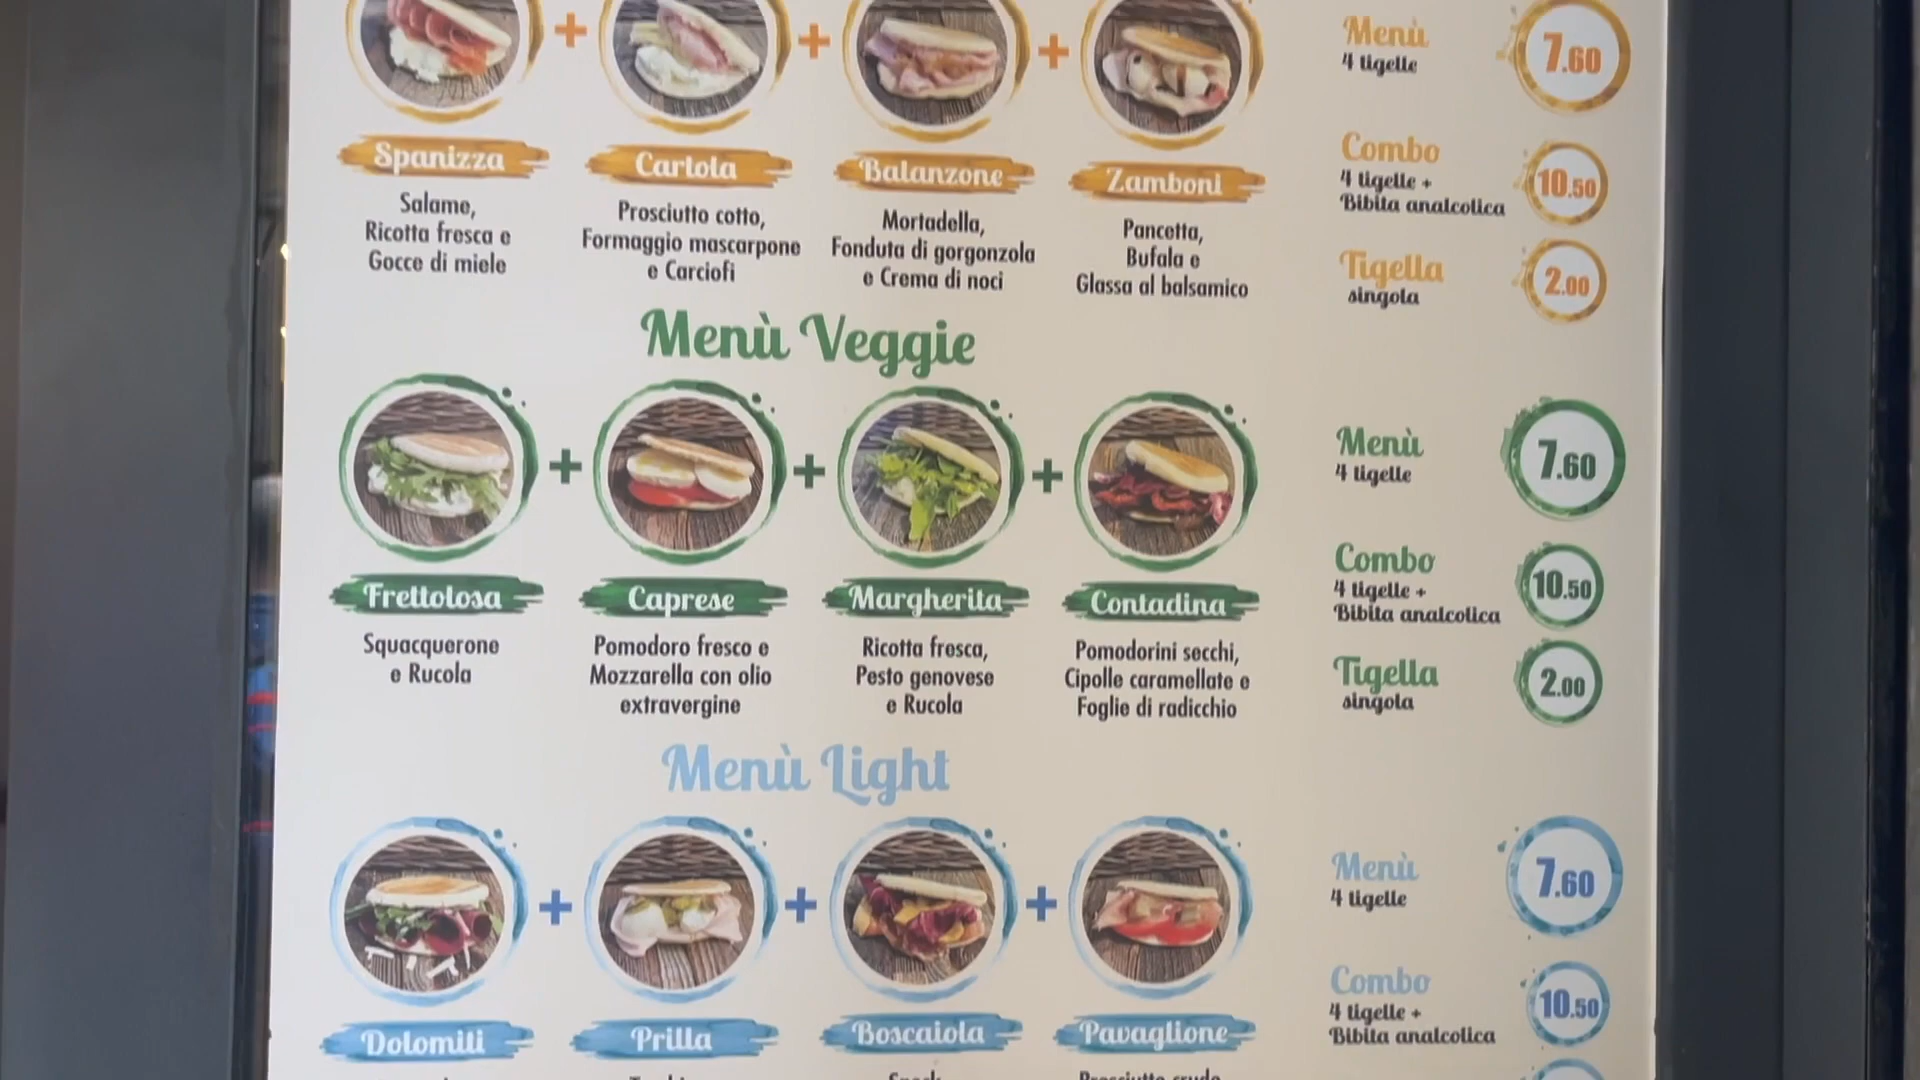 Menù
4 tigelle
7.60
Spanizza
Carlola
Balanzone
Zamboni
Salame,
Ricotta fresca e
Gocce di miele
Prosciutto cotto,
Formaggio mascarpone
e Carciofi
Mortadella,
Fonduta di gorgonzola
e Crema di noci
Pancetta,
Bufala e
Glassa al balsamico
Combo
4 tigelle +
Bibita analcolica
10.50
Tigella
singola
2.00
Menù Veggie
Menù
4 tigelle
7.60
Frettolosa
Caprese
Margherita
Contadina
Squacquerone
e Rucola
Pomodoro fresco e
Mozzarella con olio
extravergine
Ricotta fresca,
Pesto genovese
e Rucola
Pomodorini secchi,
Cipolle caramellate e
Foglie di radicchio
Combo
4 tigelle +
Bibita analcolica
10.50
Tigella
singola
2.00
Menù Light
Menù
4 tigelle
7.60
Dolomiti
Prilla
Boscaiola
Pavaglione
Combo
4 tigelle +
Bibita analcolica
10.50